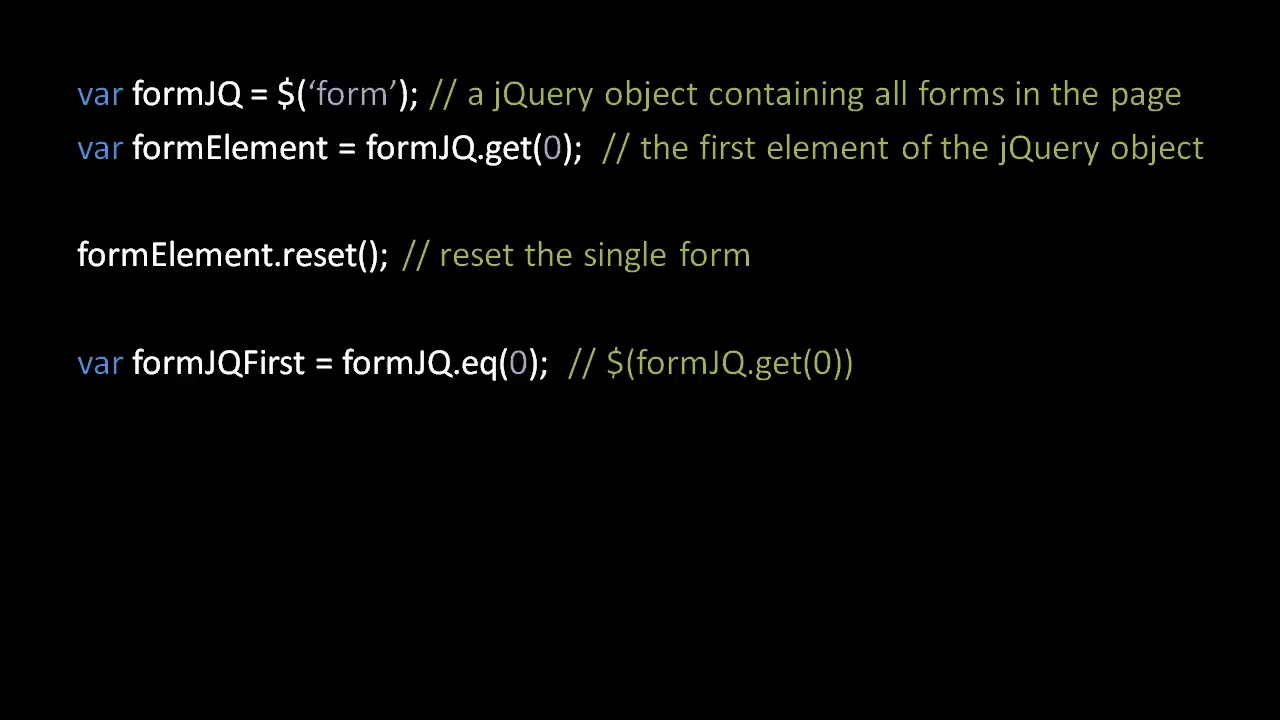 var formJQ = $(‘form’); // a jQuery object containing all forms in the page
var formElement = formJQ.get(0); // the first element of the jQuery object
formElement.reset(); // reset the single form
var formJQFirst = formJQ.eq(0); // $(formJQ.get(0))